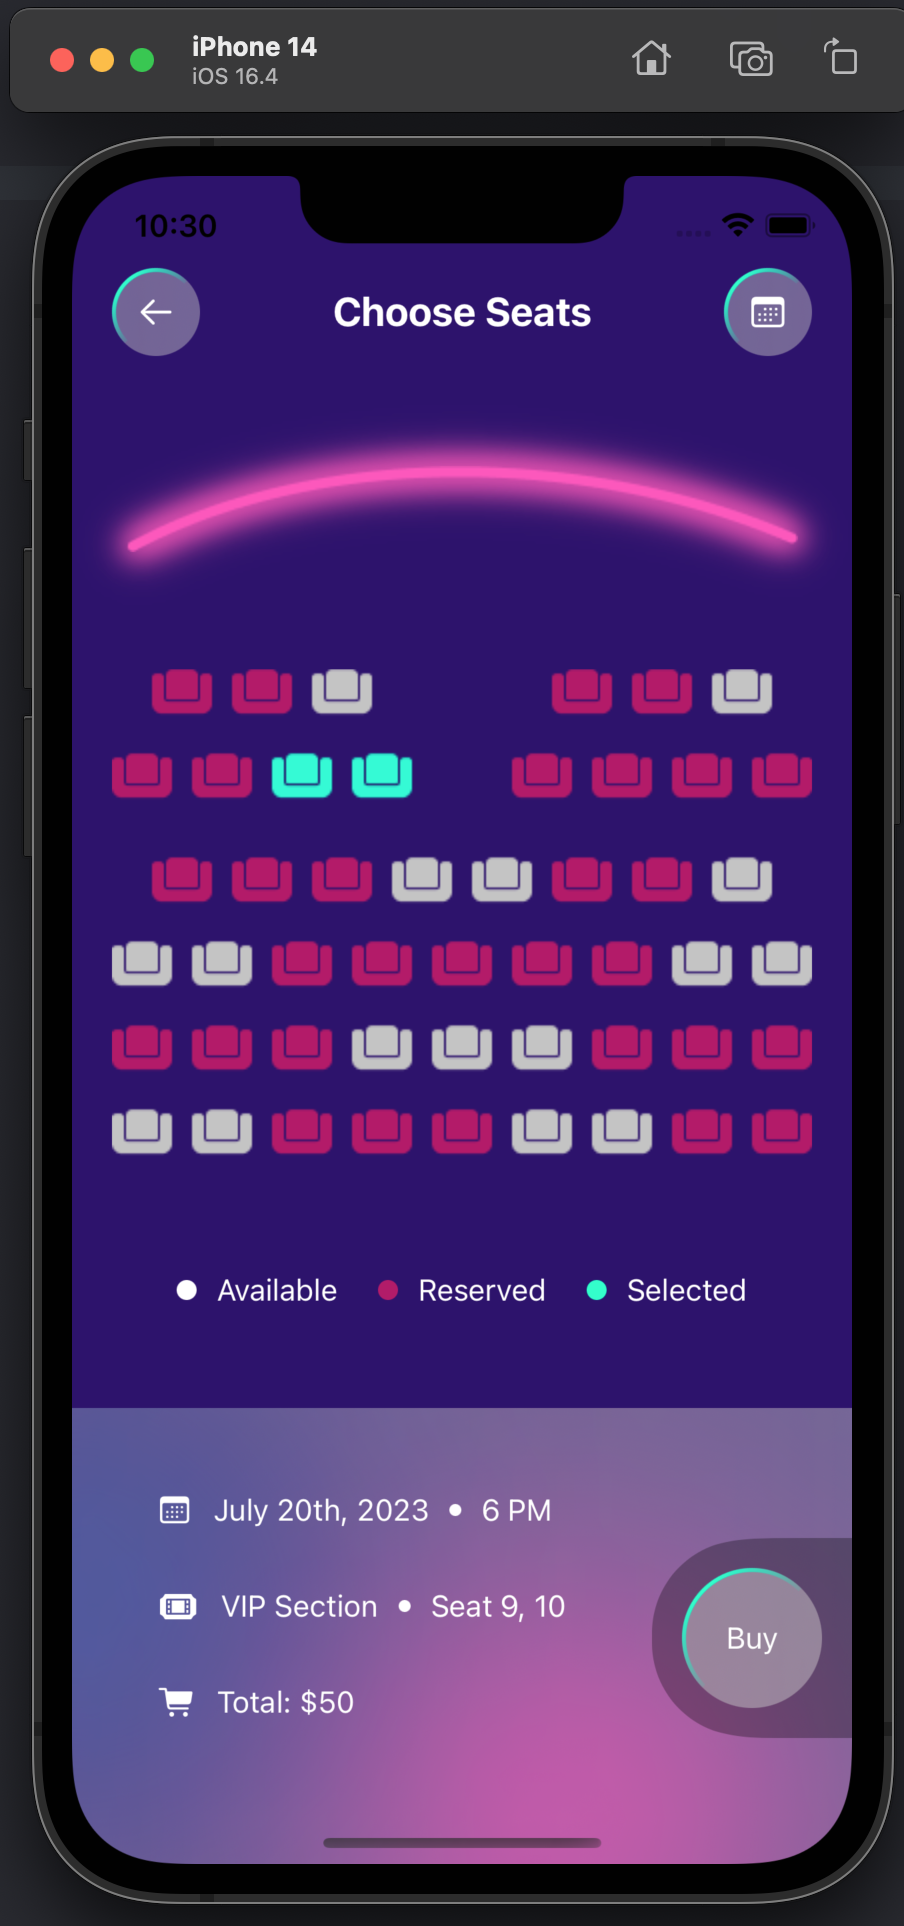 iPhone 14
iOS 16.4
10:30
Choose Seats
Available Reserved Selected
July 20th, 2023 • 6 PM
VIP Section • Seat 9, 10
Buy
Total: $50